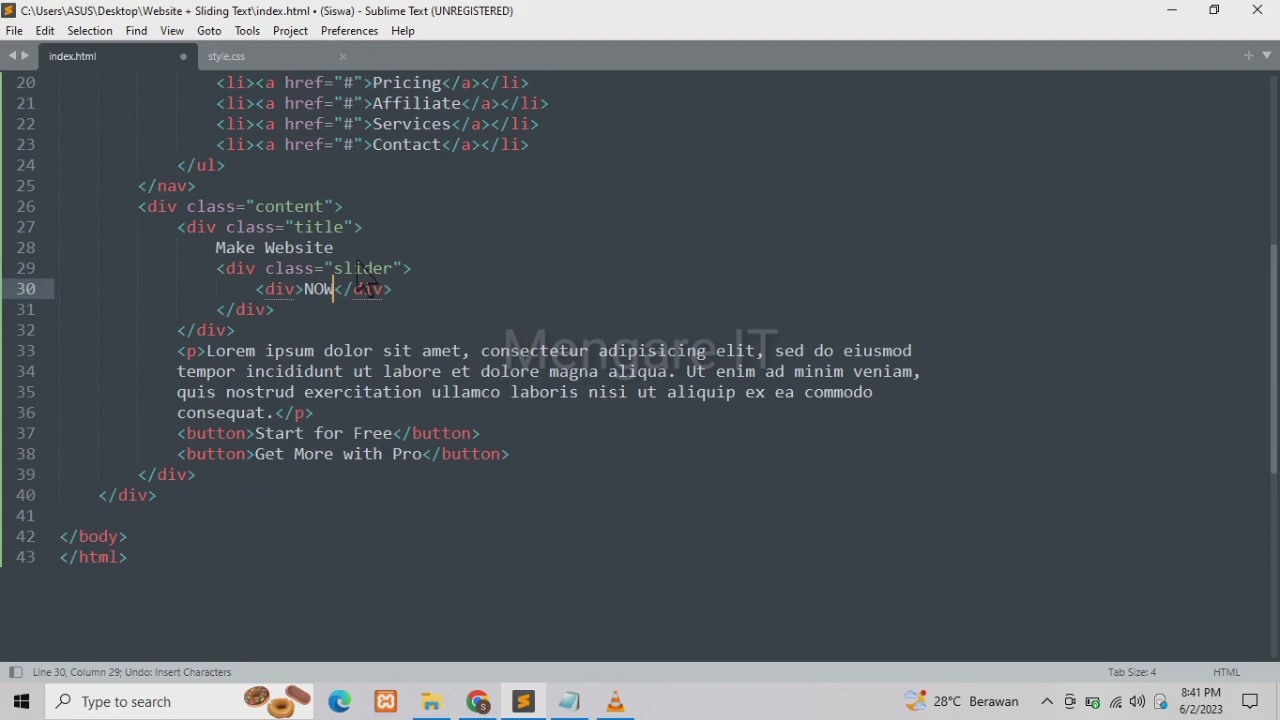 C:\Users\ASUS\Desktop\Website + Sliding Text\index.html • (Siswa) - Sublime Text (UNREGISTERED)
File Edit Selection Find View Goto Tools Project Preferences Help
index.html style.css
20 <li><a href="#">Pricing</a></li>
21 <li><a href="#">Affiliate</a></li>
22 <li><a href="#">Services</a></li>
23 <li><a href="#">Contact</a></li>
24 </ul>
25 </nav>
26 <div class="content">
27 <div class="title">
28 Make Website
29 <div class="slider">
30 <div>NOW</div>
31 </div>
32 </div>
33 <p>Lorem ipsum dolor sit amet, consectetur adipisicing elit, sed do eiusmod
34 tempor incididunt ut labore et dolore magna aliqua. Ut enim ad minim veniam,
35 quis nostrud exercitation ullamco laboris nisi ut aliquip ex ea commodo
36 consequat.</p>
37 <button>Start for Free</button>
38 <button>Get More with Pro</button>
39 </div>
40 </div>
41
42 </body>
43 </html>
Mengare IT
Line 30, Column 29; Undo: Insert Characters Tab Size: 4 HTML
Type to search 28°C Berawan 8:41 PM
6/2/2023